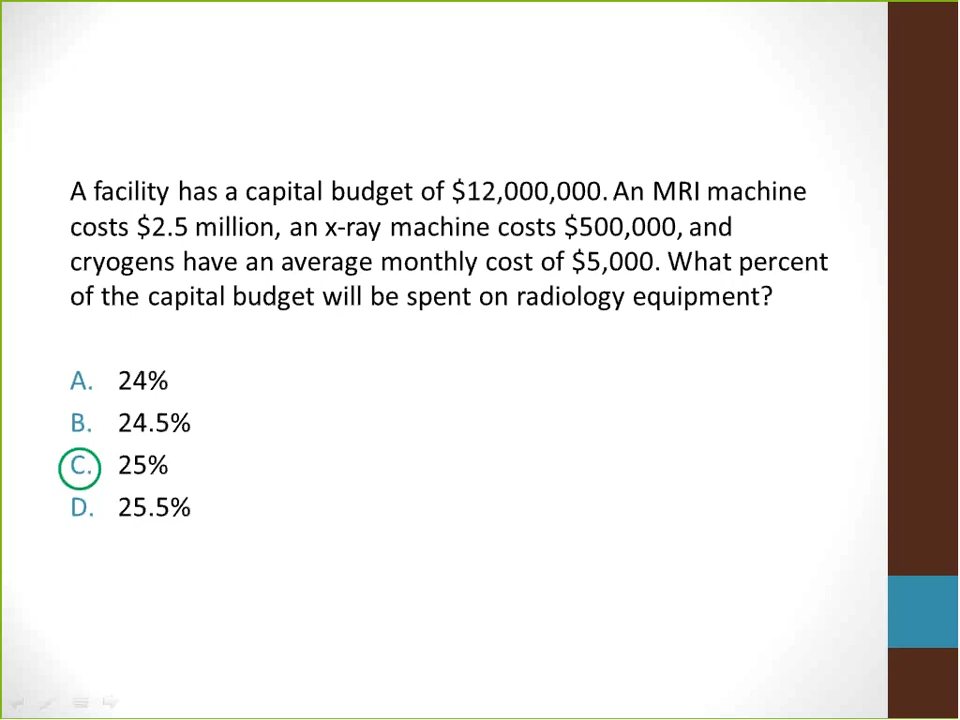 A facility has a capital budget of $12,000,000. An MRI machine
costs $2.5 million, an x-ray machine costs $500,000, and
cryogens have an average monthly cost of $5,000. What percent
of the capital budget will be spent on radiology equipment?
A. 24%
B. 24.5%
C. 25%
D. 25.5%